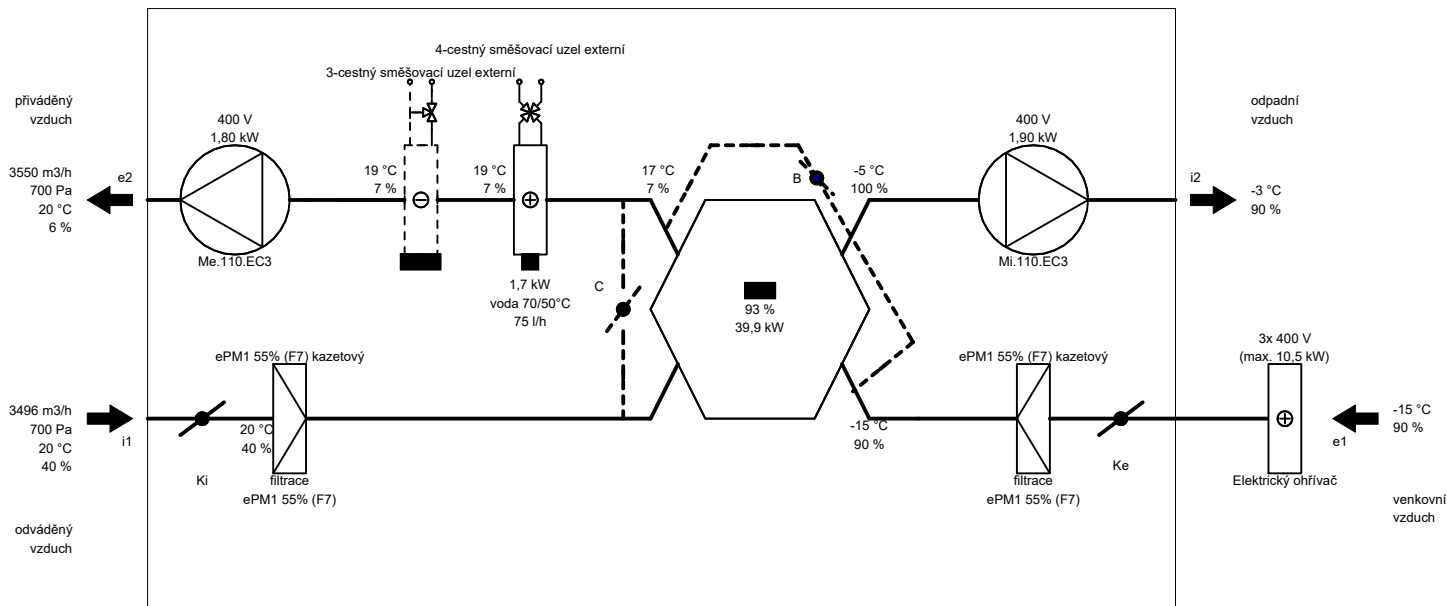 4-cestný směšovací uzel externí
3-cestný směšovací uzel externí
přiváděný
vzduch
400 V
1,80 kW
3550 m3/h
700 Pa
20 °C
6 %
e2
19 °C
7 %
19 °C
7 %
17 °C
7 %
B
-5 °C
100 %
400 V
1,90 kW
odpadní
vzduch
i2
-3 °C
90 %
Me.110.EC3
Mi.110.EC3
1,7 kW
voda 70/50°C
75 l/h
C
93 %
39,9 kW
ePM1 55% (F7) kazetový
ePM1 55% (F7) kazetový
3x 400 V
(max. 10,5 kW)
3496 m3/h
700 Pa
20 °C
40 %
i1
20 °C
40 %
-15 °C
90 %
-15 °C
90 %
e1
Ki
filtrace
ePM1 55% (F7)
filtrace
ePM1 55% (F7)
Ke
Elektrický ohřívač
odváděný
vzduch
venkovní
vzduch